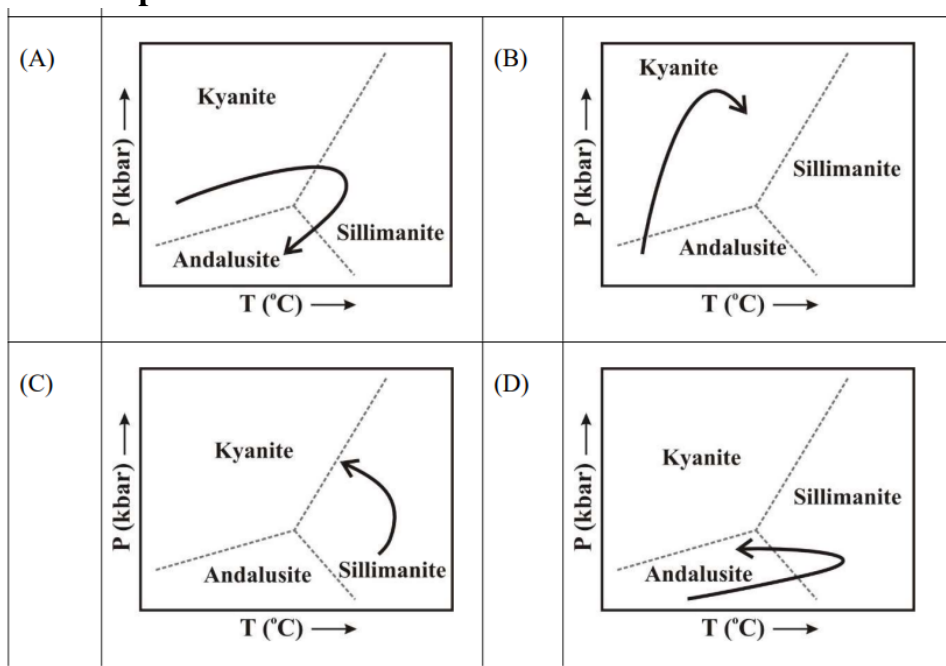 (A)
Kyanite
Sillimanite
Andalusite
P (kbar)
T (°C)
(B)
Kyanite
Sillimanite
Andalusite
P (kbar)
T (°C)
(C)
Kyanite
Andalusite
Sillimanite
P (kbar)
T (°C)
(D)
Kyanite
Sillimanite
Andalusite
P (kbar)
T (°C)